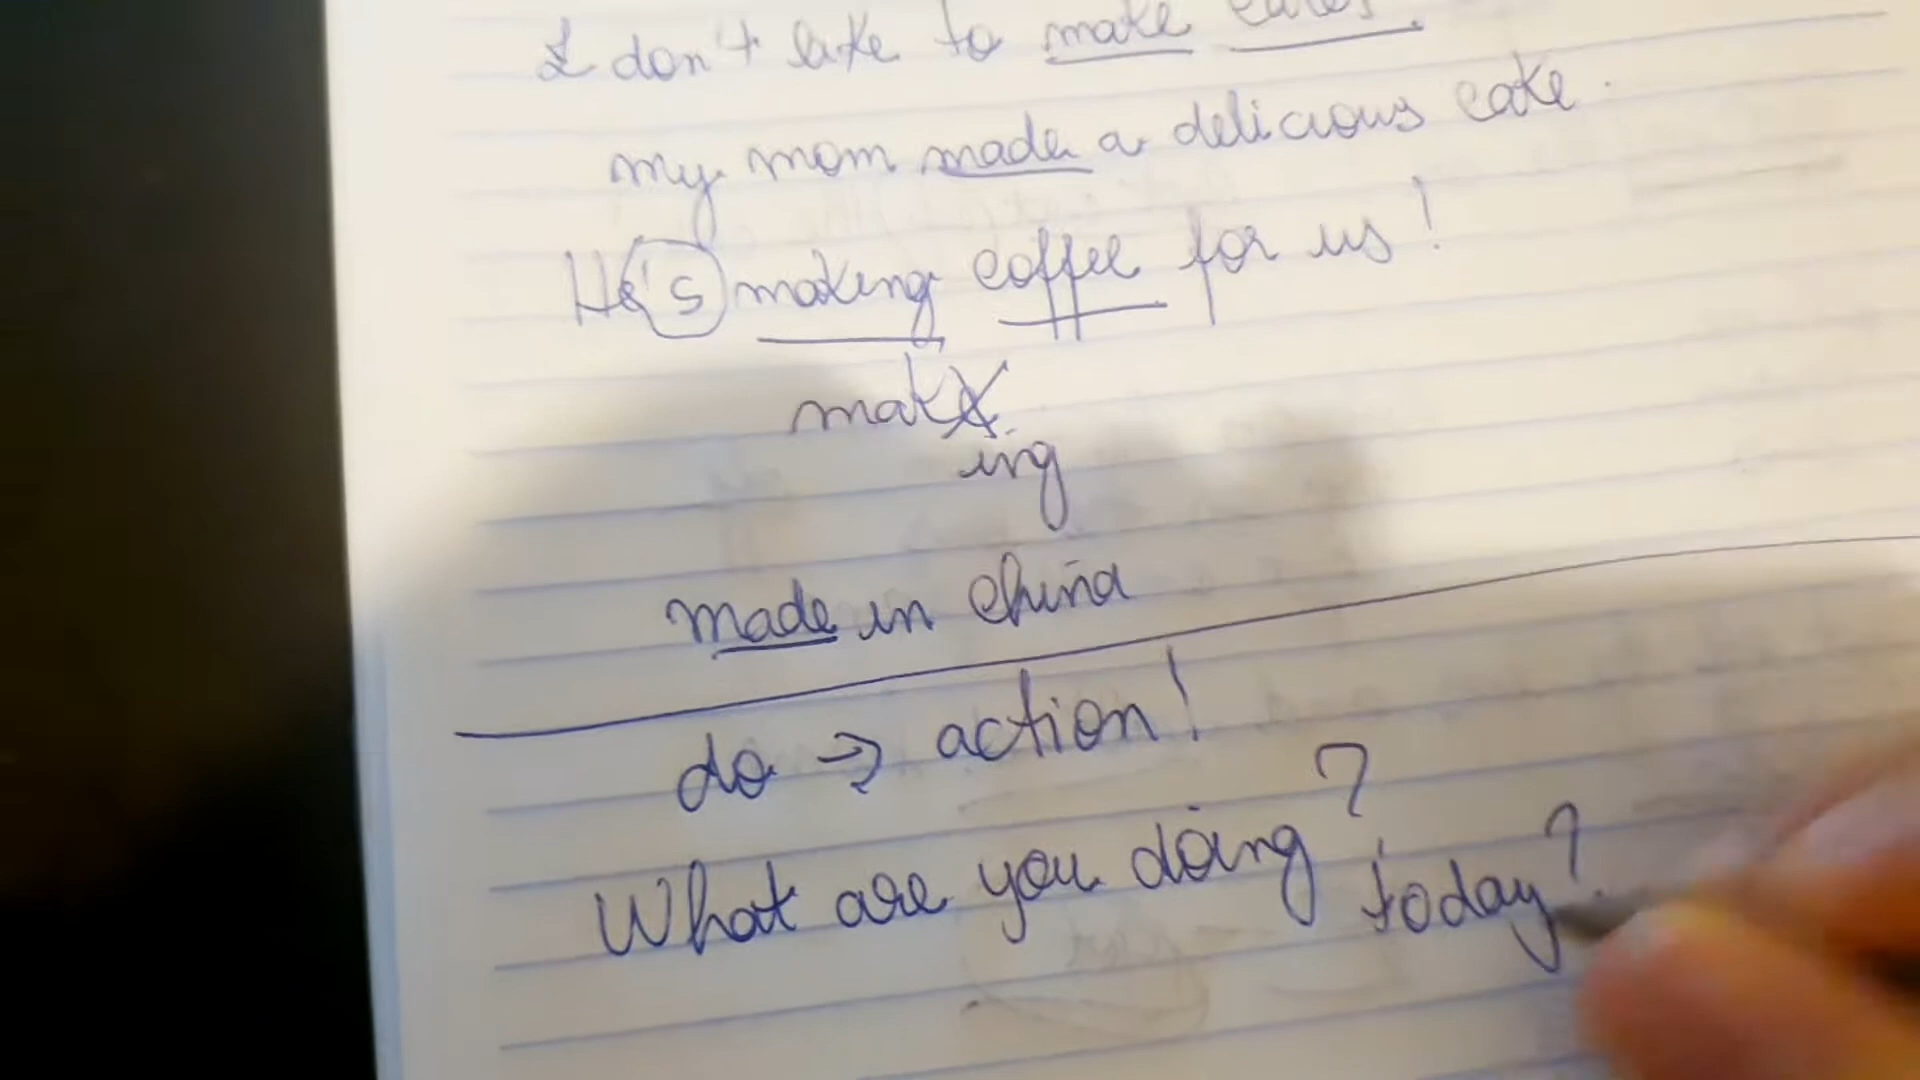 I don't like to make cakes.
my mom made a delicious cake.
He's making coffee for us!
make
ing
made in China
do → action!
What are you doing? today?